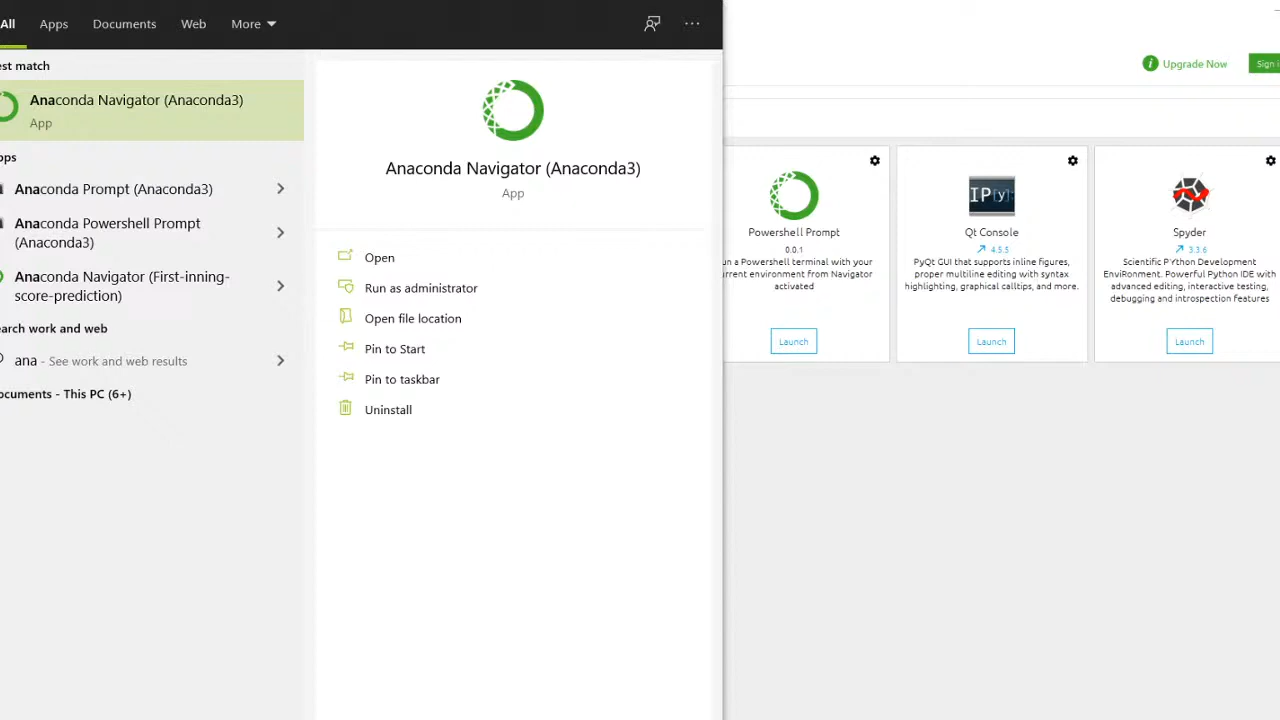 All
Apps
Documents
Web
More
est match
Anaconda Navigator (Anaconda3)
App
pps
Anaconda Prompt (Anaconda3)
Anaconda Powershell Prompt
(Anaconda3)
Anaconda Navigator (First-inning-
score-prediction)
earch work and web
ana - See work and web results
ocuments - This PC (6+)
Anaconda Navigator (Anaconda3)
App
Open
Run as administrator
Open file location
Pin to Start
Pin to taskbar
Uninstall
Upgrade Now
Sign i
Powershell Prompt
0.0.1
un a Powershell terminal with your
urrent environment from Navigator
activated
Launch
IP[y]:
Qt Console
4.5.5
PyQt GUI that supports inline figures,
proper multiline editing with syntax
highlighting, graphical calltips, and more.
Launch
Spyder
3.3.6
Scientific PYthon Development
EnviRonment. Powerful Python IDE with
advanced editing, interactive testing,
debugging and introspection features
Launch